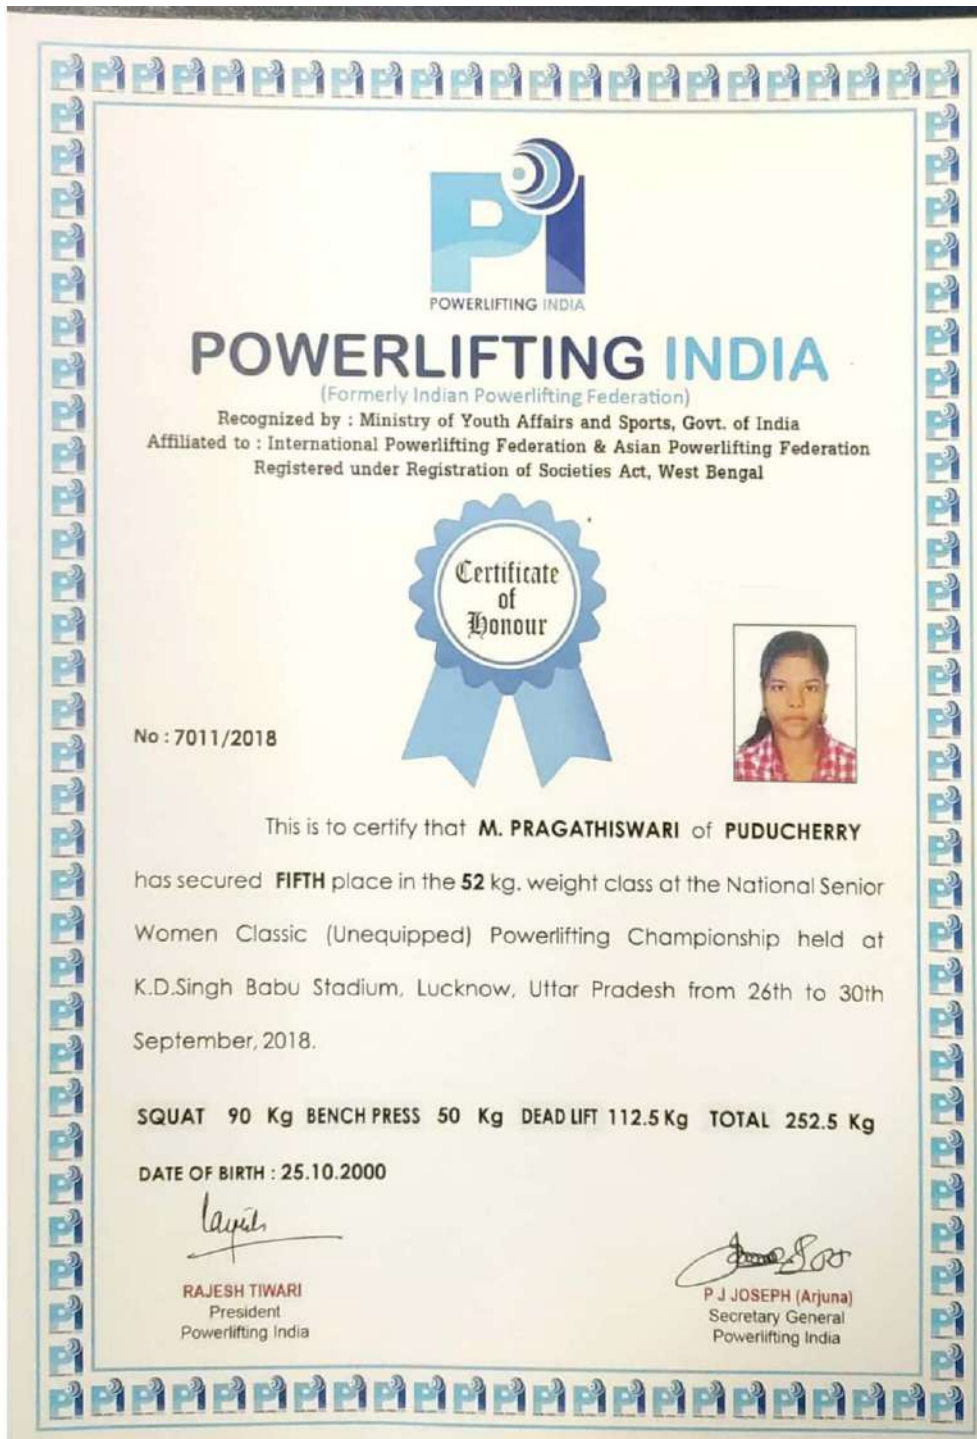 POWERLIFTING INDIA
POWERLIFTING INDIA
(Formerly Indian Powerlifting Federation)
Recognized by : Ministry of Youth Affairs and Sports, Govt. of India
Affiliated to : International Powerlifting Federation & Asian Powerlifting Federation
Registered under Registration of Societies Act, West Bengal
Certificate
of
Honour
No : 7011/2018
This is to certify that M. PRAGATHISWARI of PUDUCHERRY
has secured FIFTH place in the 52 kg. weight class at the National Senior
Women Classic (Unequipped) Powerlifting Championship held at
K.D.Singh Babu Stadium, Lucknow, Uttar Pradesh from 26th to 30th
September, 2018.
SQUAT 90 Kg BENCH PRESS 50 Kg DEAD LIFT 112.5 Kg TOTAL 252.5 Kg
DATE OF BIRTH : 25.10.2000
RAJESH TIWARI
President
Powerlifting India
P J JOSEPH (Arjuna)
Secretary General
Powerlifting India